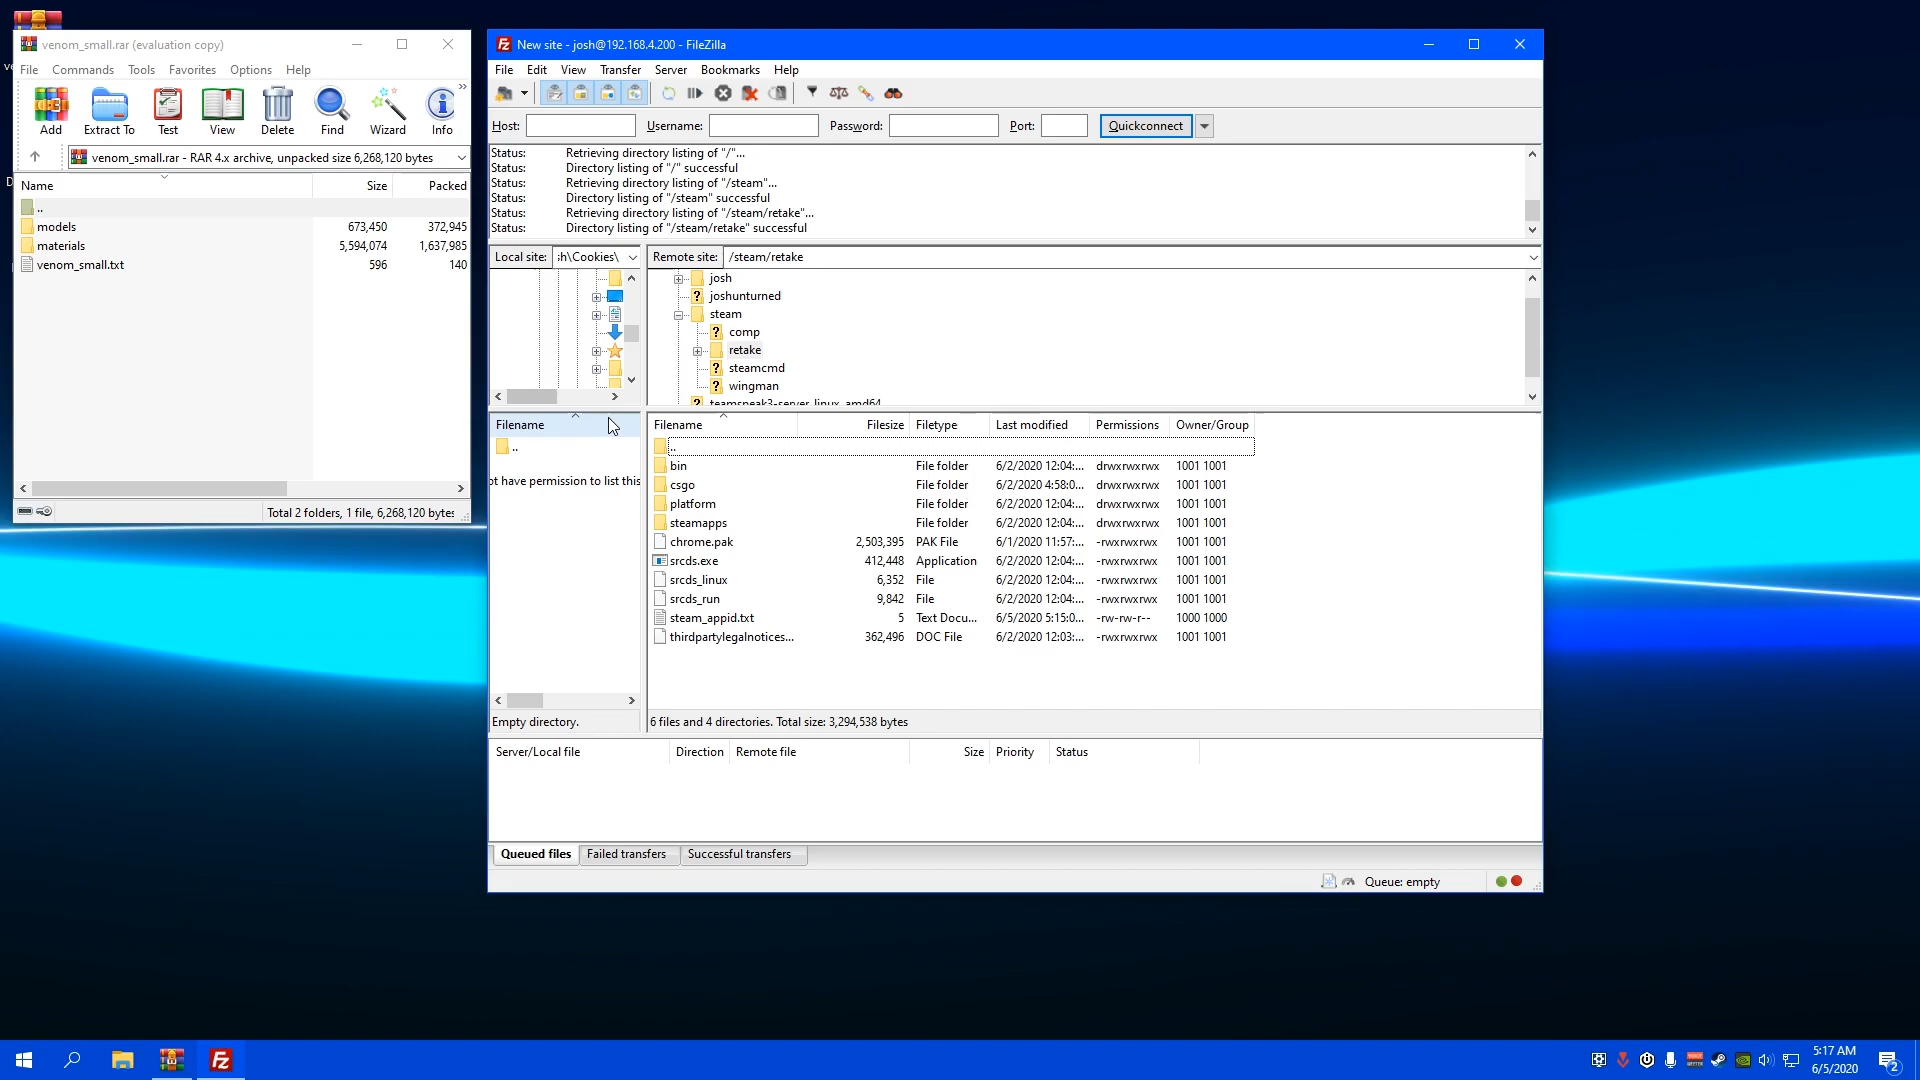 venom_small.rar (evaluation copy)
File Commands Tools Favorites Options Help
Add Extract To Test View Delete Find Wizard Info
venom_small.rar - RAR 4.x archive, unpacked size 6,268,120 bytes
Name Size Packed
..
models 673,450 372,945
materials 5,594,074 1,637,985
venom_small.txt 596 140
Total 2 folders, 1 file, 6,268,120 bytes
New site - josh@192.168.4.200 - FileZilla
File Edit View Transfer Server Bookmarks Help
Host: Username: Password: Port: Quickconnect
Status: Retrieving directory listing of "/"...
Status: Directory listing of "/" successful
Status: Retrieving directory listing of "/steam"...
Status: Directory listing of "/steam" successful
Status: Retrieving directory listing of "/steam/retake"...
Status: Directory listing of "/steam/retake" successful
Local site: \Cookies\
Remote site: /steam/retake
josh
joshunturned
steam
comp
retake
steamcmd
wingman
teamspeak3-server_linux_amd64
Filename
..
have permission to list this
Empty directory.
Filename Filesize Filetype Last modified Permissions Owner/Group
..
bin File folder 6/2/2020 12:04:... drwxrwxrwx 1001 1001
csgo File folder 6/2/2020 4:58:0... drwxrwxrwx 1001 1001
platform File folder 6/2/2020 12:04:... drwxrwxrwx 1001 1001
steamapps File folder 6/2/2020 12:04:... drwxrwxrwx 1001 1001
chrome.pak 2,503,395 PAK File 6/1/2020 11:57:... -rwxrwxrwx 1001 1001
srcds.exe 412,448 Application 6/2/2020 12:04:... -rwxrwxrwx 1001 1001
srcds_linux 6,352 File 6/2/2020 12:04:... -rwxrwxrwx 1001 1001
srcds_run 9,842 File 6/2/2020 12:04:... -rwxrwxrwx 1001 1001
steam_appid.txt 5 Text Docu... 6/5/2020 5:15:0... -rw-rw-r-- 1000 1000
thirdpartylegalnotices... 362,496 DOC File 6/2/2020 12:03:... -rwxrwxrwx 1001 1001
6 files and 4 directories. Total size: 3,294,538 bytes
Server/Local file Direction Remote file Size Priority Status
Queued files Failed transfers Successful transfers
Queue: empty
5:17 AM
6/5/2020
2